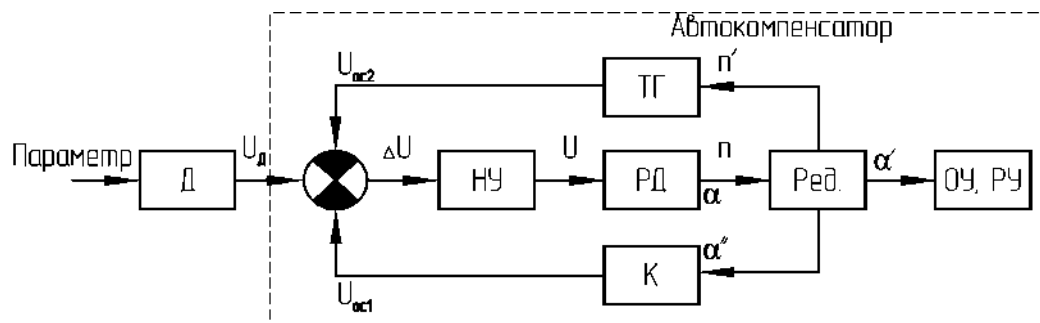 Автокомпенсатор
Uос2
ТГ
п′
Параметр
Д
Uд
ΔU
НУ
U
РД
п
α
Ред.
α′
ОУ, РУ
Uос1
К
α″